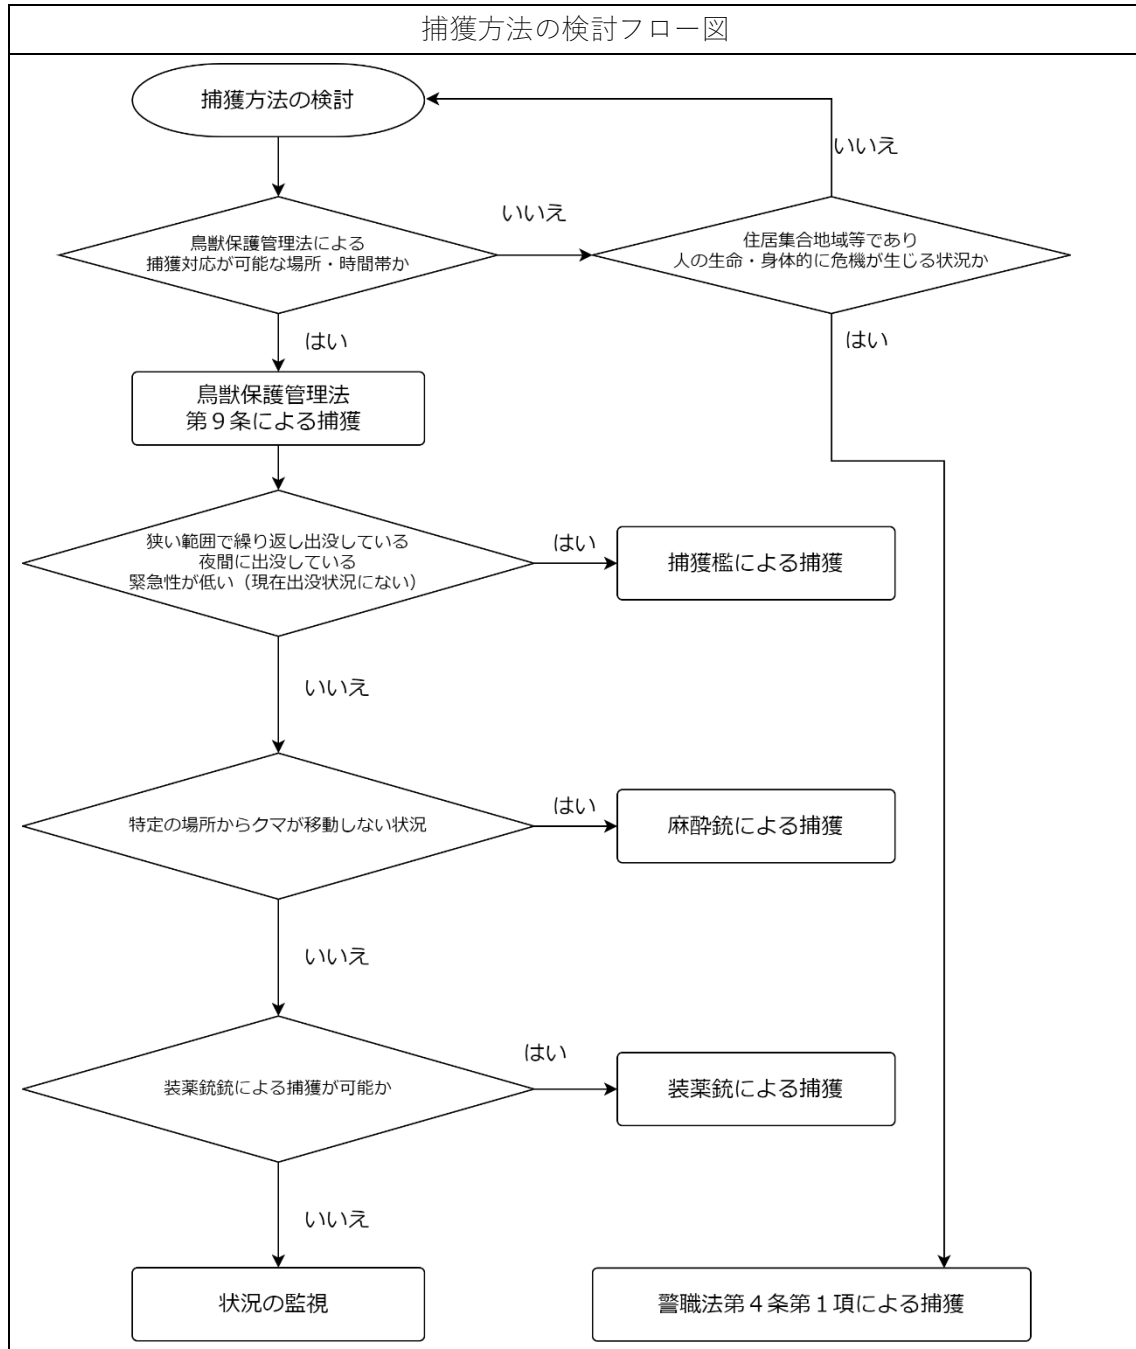 捕獲方法の検討フロー図
捕獲方法の検討
いいえ
いいえ
鳥獣保護管理法による
捕獲対応が可能な場所・時間帯か
住居集合地域等であり
人の生命・身体的に危機が生じる状況か
はい
はい
鳥獣保護管理法
第９条による捕獲
狭い範囲で繰り返し出没している
夜間に出没している
緊急性が低い（現在出没状況にない）
はい
捕獲檻による捕獲
いいえ
特定の場所からクマが移動しない状況
はい
麻酔銃による捕獲
いいえ
装薬銃銃による捕獲が可能か
はい
装薬銃による捕獲
いいえ
状況の監視
警職法第４条第１項による捕獲